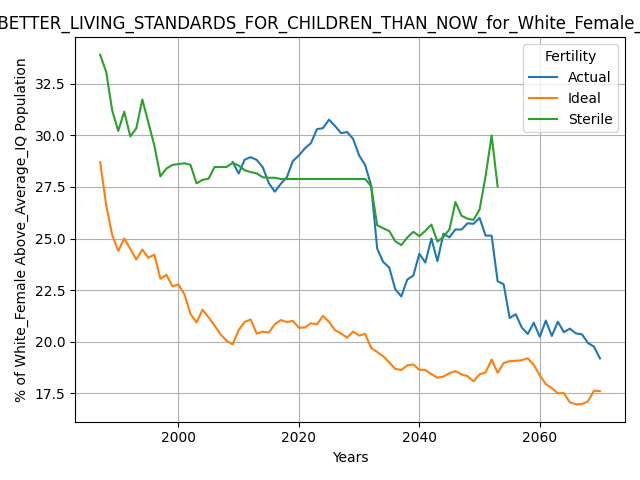 BETTER_LIVING_STANDARDS_FOR_CHILDREN_THAN_NOW_for_White_Female_
% of White_Female Above_Average_IQ Population
32.5
30.0
27.5
25.0
22.5
20.0
17.5
Fertility
Actual
Ideal
Sterile
2000
2020
2040
2060
Years